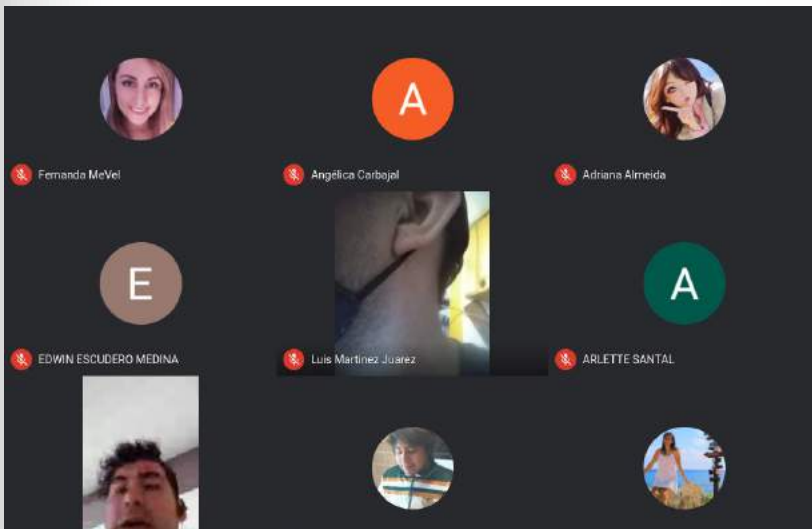 A
Fernanda MeVel
Angélica Carbajal
Adriana Almeida
E
A
EDWIN ESCUDERO MEDINA
Luis Martinez Juarez
ARLETTE SANTAL